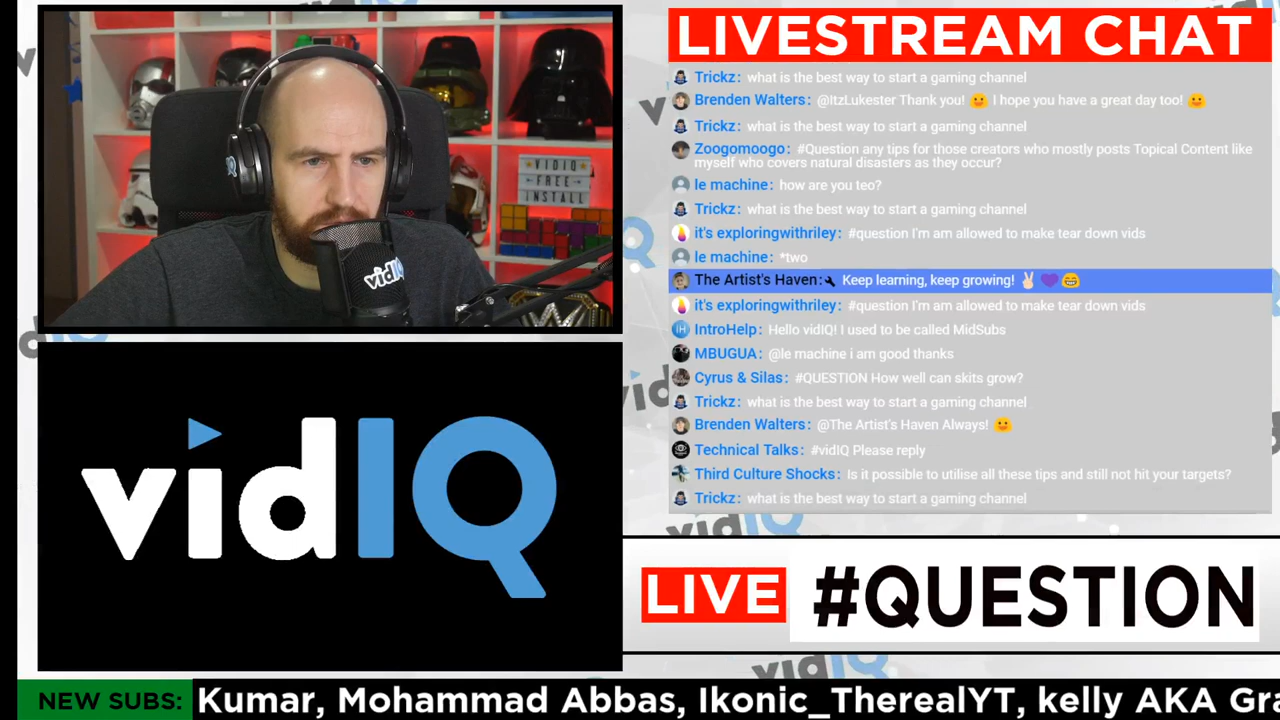 VIDIQ
FREE
INSTALL
vidIQ
vidIQ
LIVESTREAM CHAT
Trickz: what is the best way to start a gaming channel
Brenden Walters: @ItzLukester Thank you! 🙂 I hope you have a great day too! 🙂
Trickz: what is the best way to start a gaming channel
Zoogomoogo: #Question any tips for those creators who mostly posts Topical Content like
myself who covers natural disasters as they occur?
le machine: how are you teo?
Trickz: what is the best way to start a gaming channel
it's exploringwithriley: #question I'm am allowed to make tear down vids
le machine: *two
The Artist's Haven: Keep learning, keep growing! ✌🏻 💜 😂
it's exploringwithriley: #question I'm am allowed to make tear down vids
IntroHelp: Hello vidIQ! I used to be called MidSubs
MBUGUA: @le machine i am good thanks
Cyrus & Silas: #QUESTION How well can skits grow?
Trickz: what is the best way to start a gaming channel
Brenden Walters: @The Artist's Haven Always! 🙂
Technical Talks: #vidIQ Please reply
Third Culture Shocks: Is it possible to utilise all these tips and still not hit your targets?
Trickz: what is the best way to start a gaming channel
LIVE #QUESTION
vidIQ
NEW SUBS: Kumar, Mohammad Abbas, Ikonic_TherealYT, kelly AKA Gra